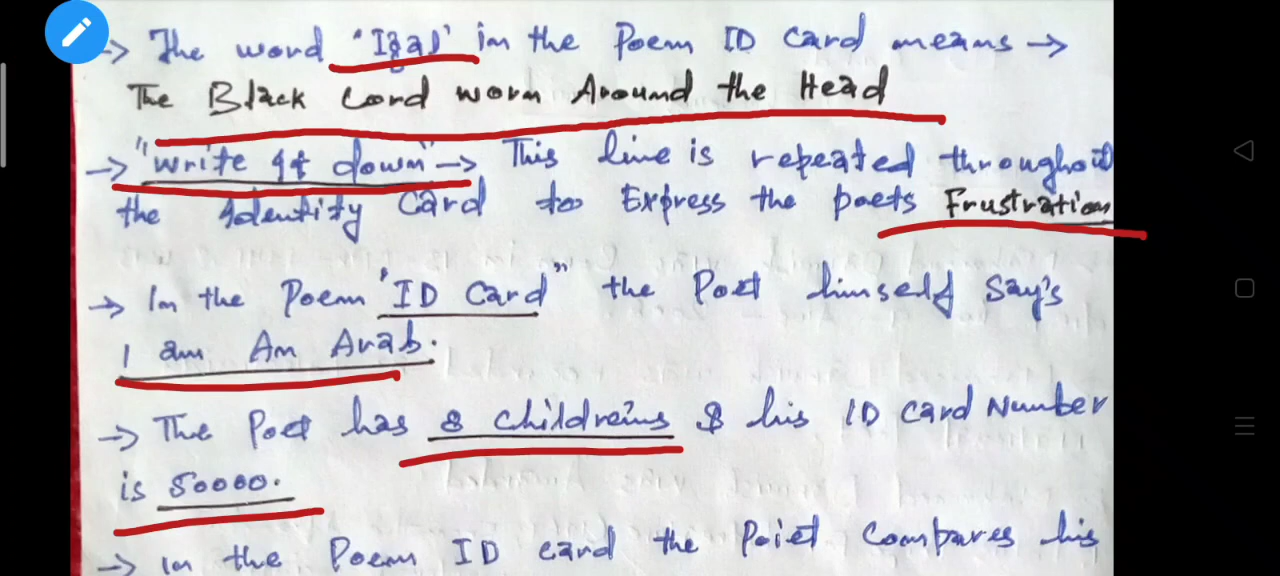 → The word 'Iqal' in the Poem ID Card means →
The Black Cord worn Around the Head
→ "Write It down" → This line is repeated throughout
the Identity Card to Express the poets Frustration
→ In the Poem "ID Card" the Poet himself Say's
I am An Arab.
→ The Poet has 8 childreins & his ID Card Number
is 50000.
→ In the Poem ID card the Poiet Compares his